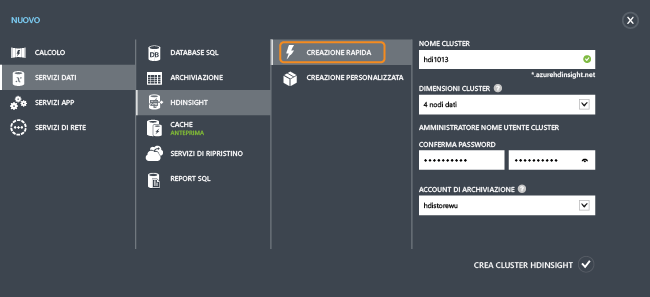 NUOVO
CALCOLO
SERVIZI DATI
SERVIZI APP
SERVIZI DI RETE
DATABASE SQL
ARCHIVIAZIONE
HDINSIGHT
CACHE
ANTEPRIMA
SERVIZI DI RIPRISTINO
REPORT SQL
CREAZIONE RAPIDA
CREAZIONE PERSONALIZZATA
NOME CLUSTER
hdi1013
*.azurehdinsight.net
DIMENSIONI CLUSTER ?
4 nodi dati
AMMINISTRATORE NOME UTENTE CLUSTER
CONFERMA PASSWORD
•••••••••• ••••••••••
ACCOUNT DI ARCHIVIAZIONE ?
hdistorewu
CREA CLUSTER HDINSIGHT